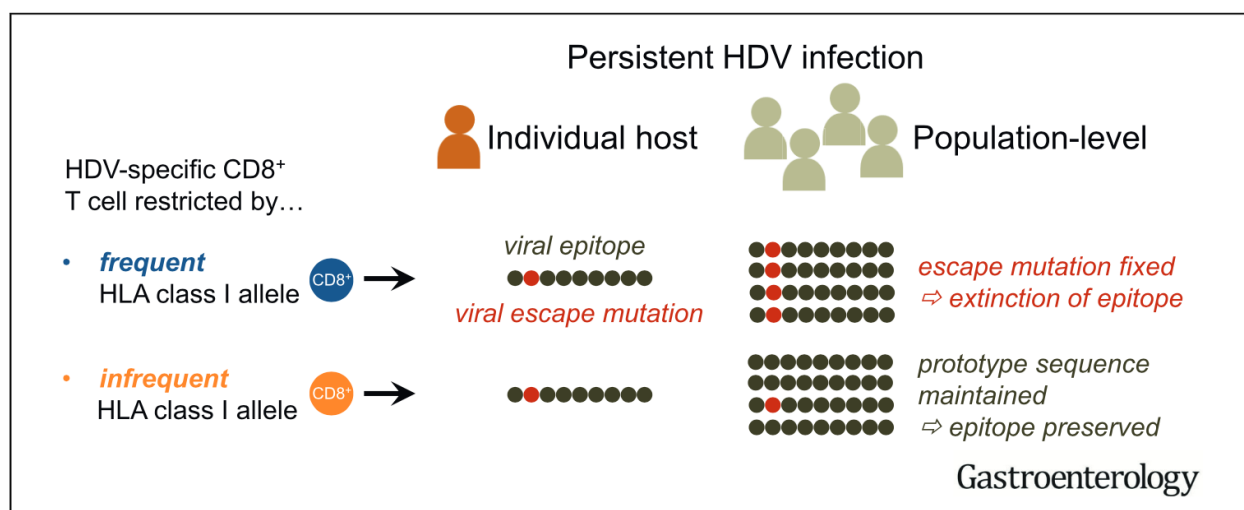 Persistent HDV infection
Individual host
Population-level
HDV-specific CD8⁺
T cell restricted by…
• frequent
HLA class I allele
CD8⁺
viral epitope
viral escape mutation
escape mutation fixed
⇨ extinction of epitope
• infrequent
HLA class I allele
CD8⁺
prototype sequence
maintained
⇨ epitope preserved
Gastroenterology